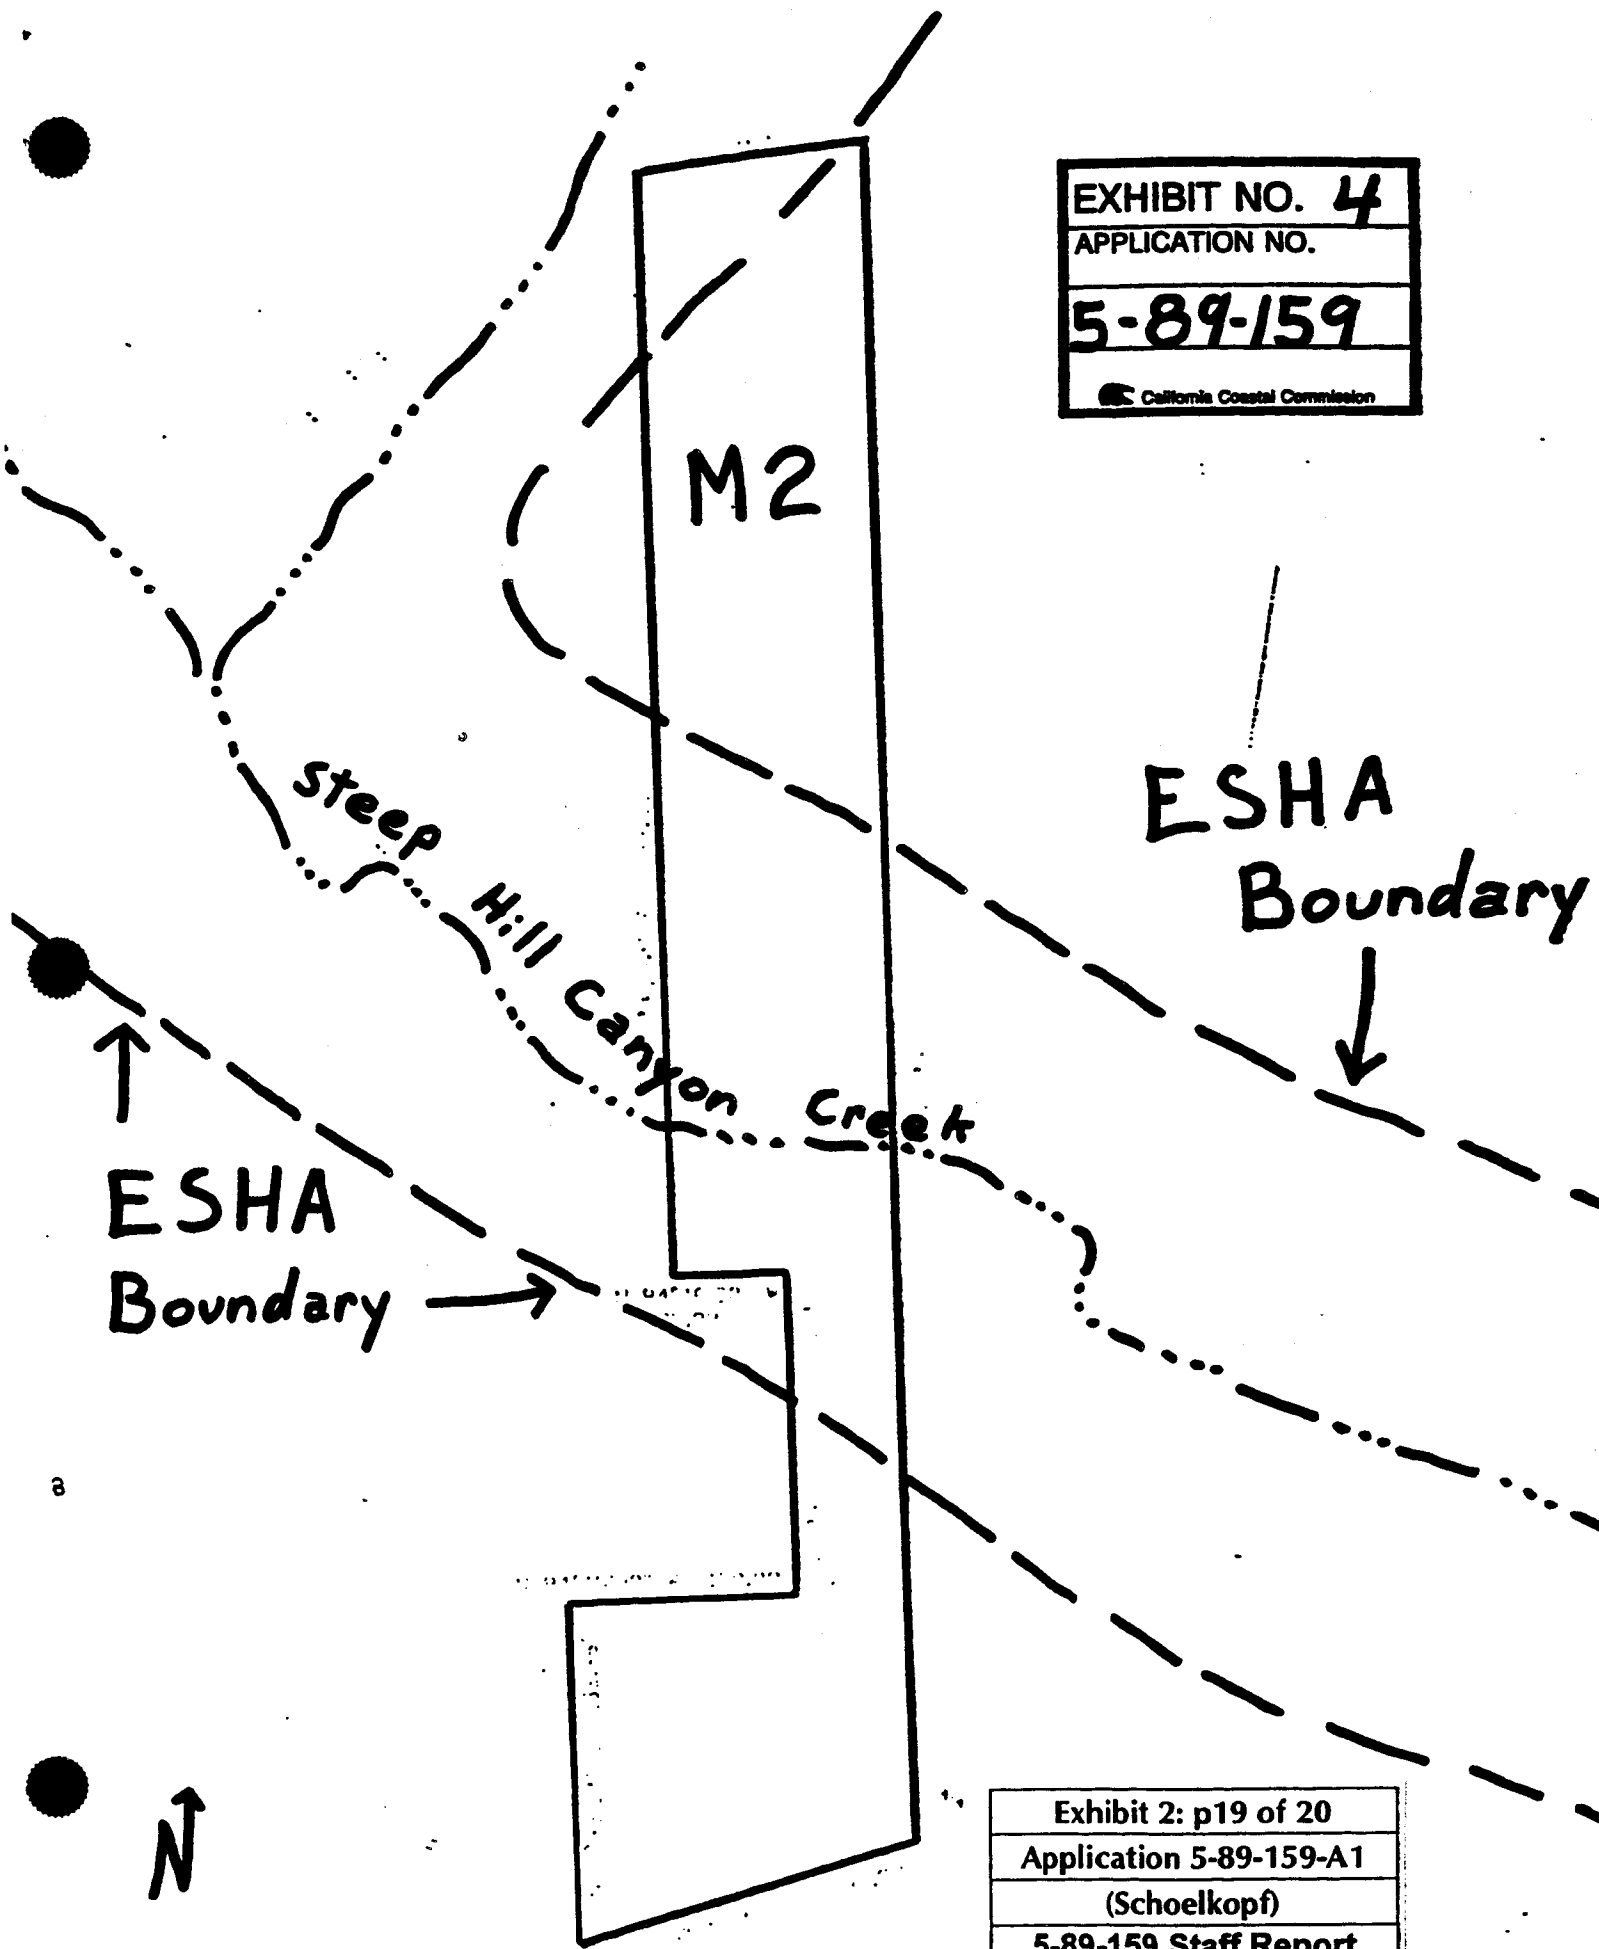 EXHIBIT NO. 4
APPLICATION NO.
5-89-159
California Coastal Commission
M2
ESHA
Boundary
Steep Hill Canyon Creek
ESHA
Boundary
N
Exhibit 2: p19 of 20
Application 5-89-159-A1
(Schoelkopf)
5-89-159 Staff Report